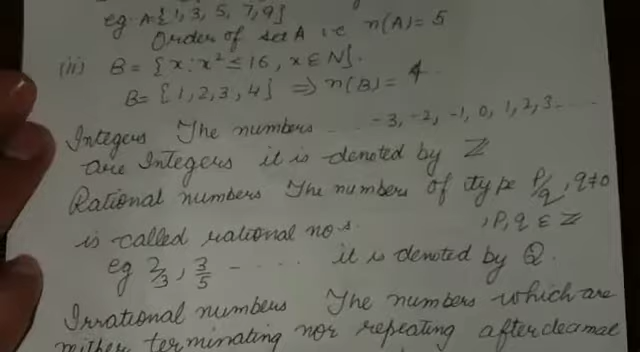 eg. A{1, 3, 5, 7, 9}
Order of set A i.e n(A) = 5
(ii) B = {x : x² ≤ 16, x ∈ N}.
B = {1, 2, 3, 4} ⇒ n(B) = 4
Integers The numbers ..... -3, -2, -1, 0, 1, 2, 3.....
are Integers it is denoted by Z
Rational numbers The numbers of type P/q, q≠0
, P, q ∈ Z
is called rational nos.
eg 2/3, 3/5 - .... it is denoted by Q.
Irrational numbers The numbers which are
neither terminating nor repeating after decimal